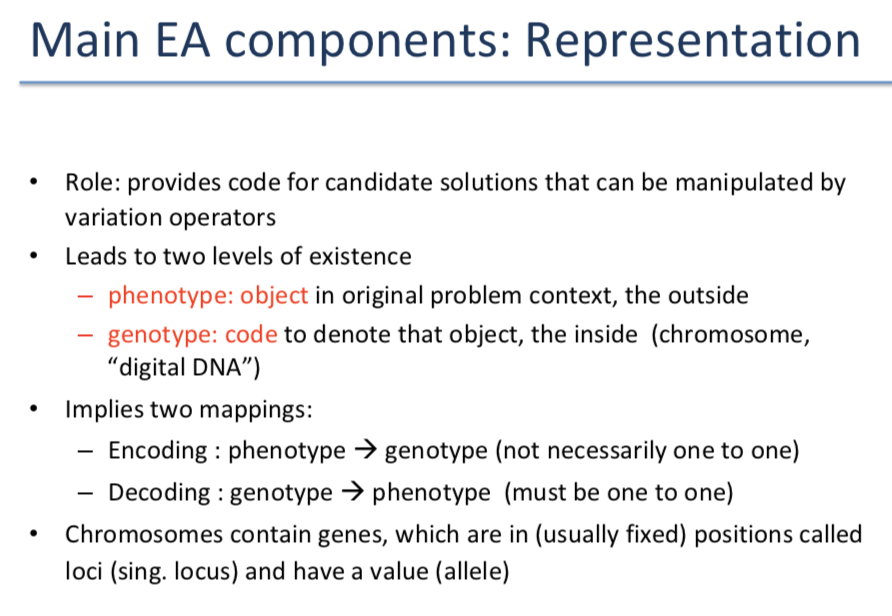 Main EA components: Representation
• Role: provides code for candidate solutions that can be manipulated by
variation operators
• Leads to two levels of existence
– phenotype: object in original problem context, the outside
– genotype: code to denote that object, the inside (chromosome,
“digital DNA”)
• Implies two mappings:
– Encoding : phenotype → genotype (not necessarily one to one)
– Decoding : genotype → phenotype (must be one to one)
• Chromosomes contain genes, which are in (usually fixed) positions called
loci (sing. locus) and have a value (allele)